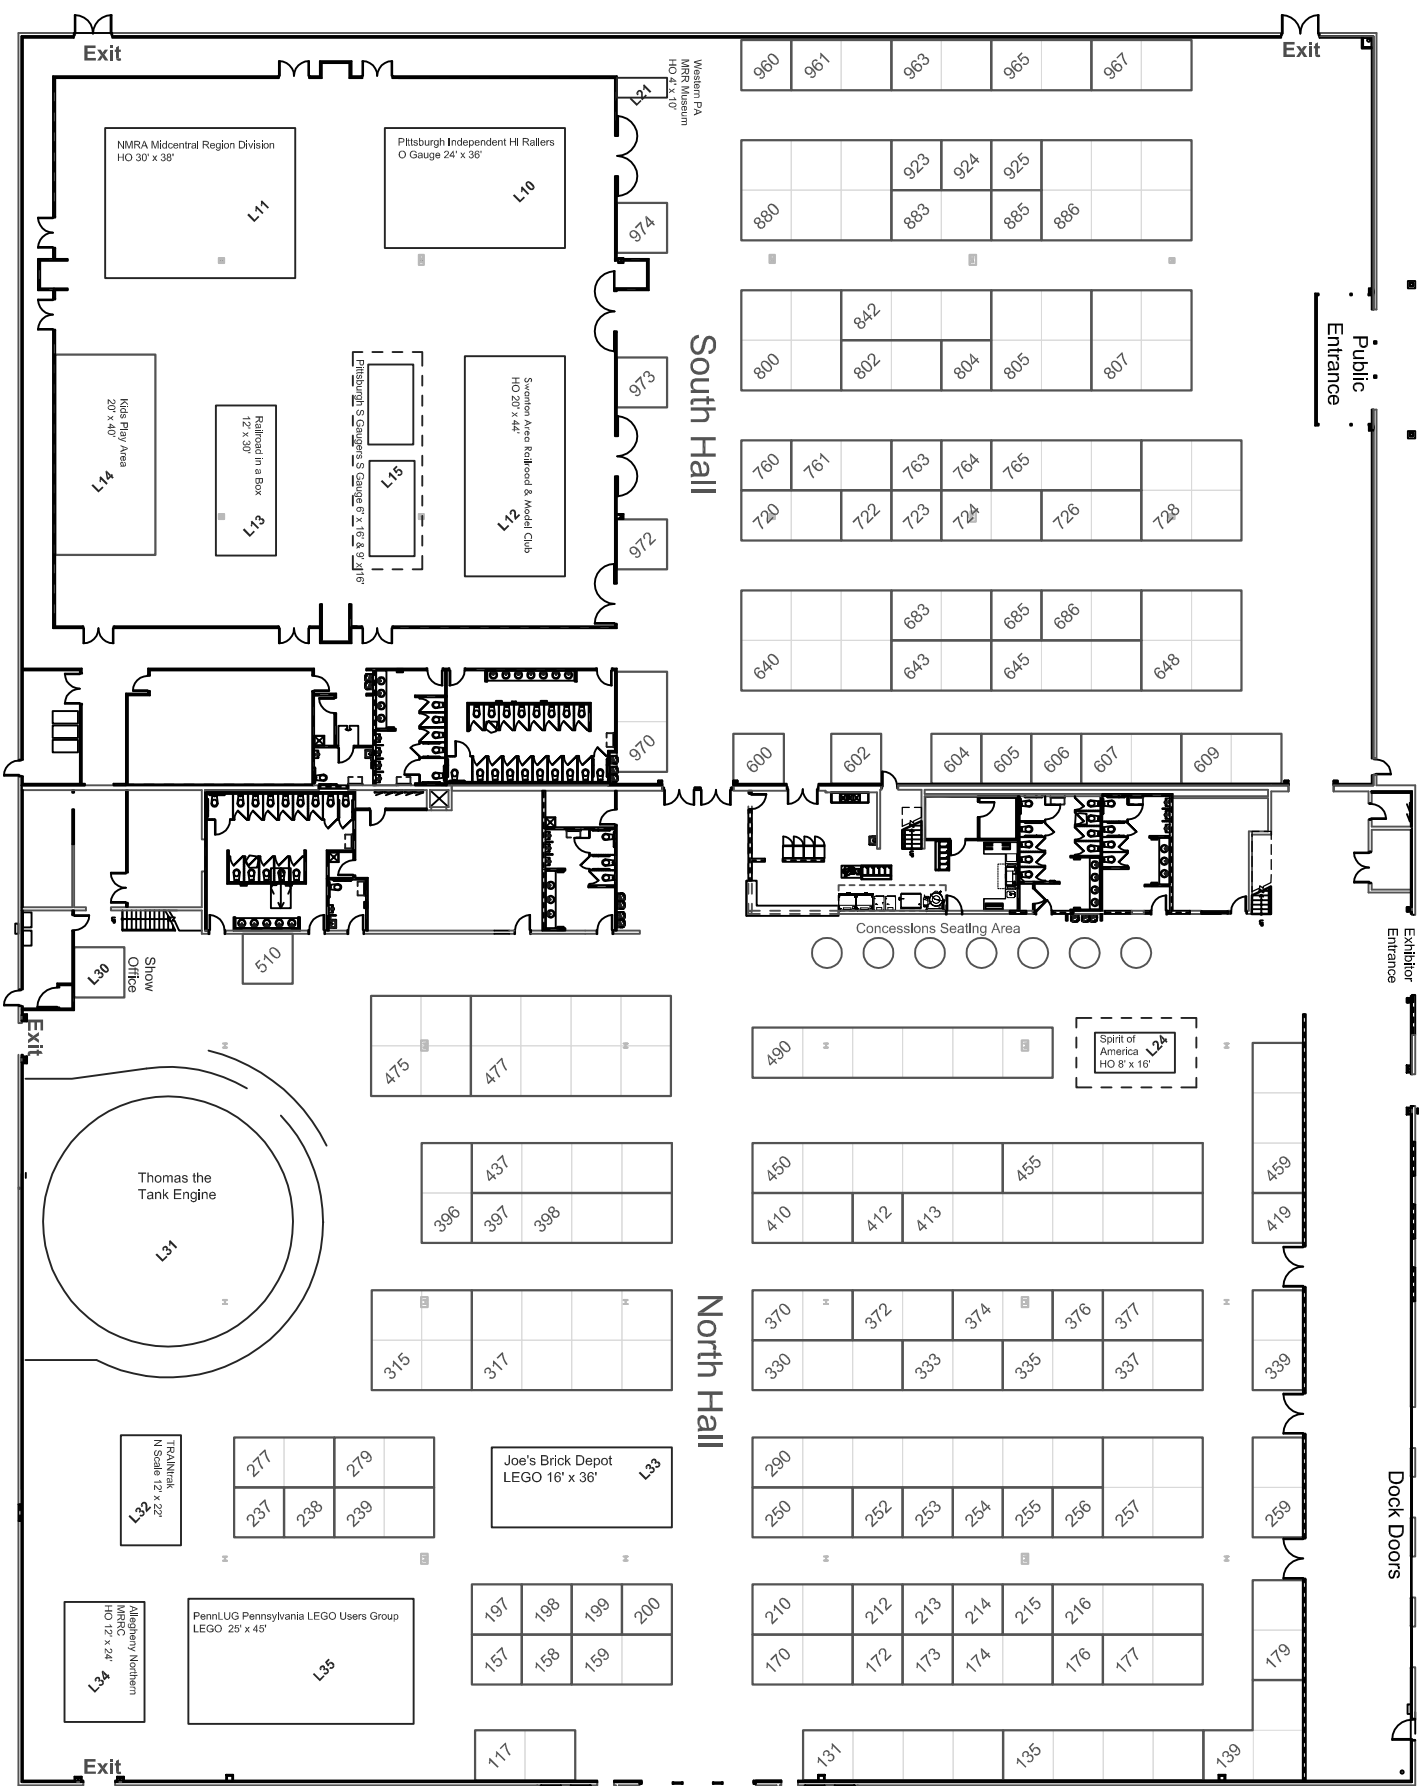 Exit
Exit
960 961 963 965 967
Western PA
MRR Museum
HO 4' x 10'
L21
NMRA Midcentral Region Division
HO 30' x 38'
L11
Pittsburgh Independent Hi Railers
O Gauge 24' x 36'
L10
923 924 925
974
880 883 885 886
842
800 802 804 805 807
South Hall
Public
Entrance
973
Kids Play Area
20' x 40'
L14
Railroad in a Box
12' x 30'
L13
Pittsburgh S Gaugers S Gauge 6' x 16' & 9' x16'
L15
Swanton Area Railroad & Model Club
HO 20' x 44'
L12
760 761 763 764 765
720 722 723 724 726 728
972
683 685 686
640 643 645 648
970
600 602 604 605 606 607 609
Concessions Seating Area
Exhibitor
Entrance
510
L30
Show
Office
Exit
475 477
490
Spirit of
America
HO 8' x 16'
L24
437
450 455 459
396 397 398
410 412 413 419
Thomas the
Tank Engine
L31
North Hall
370 372 374 376 377
315 317
330 333 335 337 339
TRAINtrak
N Scale 12' x 22'
L32
277 279
237 238 239
Joe's Brick Depot
LEGO 16' x 36'
L33
290
250 252 253 254 255 256 257 259
Dock Doors
Allegheny Northern
MRRC
HO 12' x 24'
L34
PennLUG Pennsylvania LEGO Users Group
LEGO 25' x 45'
L35
197 198 199 200
157 158 159
210 212 213 214 215 216
170 172 173 174 176 177 179
117
131 135 139
Exit